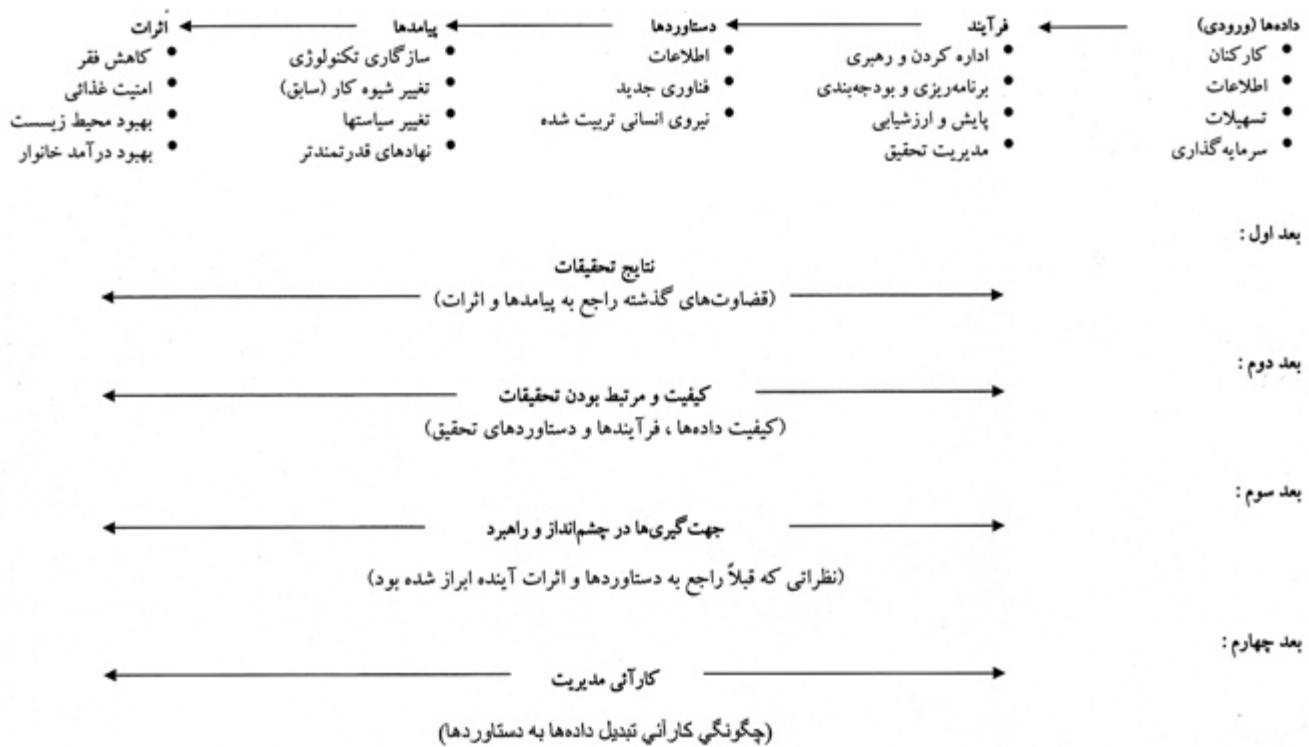 داده‌ها (ورودی)
کارکنان
اطلاعات
تسهیلات
سرمایه‌گذاری
فرآیند
اداره کردن و رهبری
برنامه‌ریزی و بودجه‌بندی
پایش و ارزشیابی
مدیریت تحقیق
دستاوردها
اطلاعات
فناوری جدید
نیروی انسانی تربیت شده
پیامدها
سازگاری تکنولوژی
تغییر شیوه کار (سابق)
تغییر سیاستها
نهادهای قدرتمندتر
اثرات
کاهش فقر
امنیت غذائی
بهبود محیط زیست
بهبود درآمد خانوار
بعد اول :
نتایج تحقیقات
(قضاوت‌های گذشته راجع به پیامدها و اثرات)
بعد دوم :
کیفیت و مرتبط بودن تحقیقات
(کیفیت داده‌ها ، فرآیندها و دستاوردهای تحقیق)
بعد سوم :
جهت‌گیری‌ها در چشم‌انداز و راهبرد
(نظراتی که قبلاً راجع به دستاوردها و اثرات آینده ابراز شده بود)
بعد چهارم :
کارآئی مدیریت
(چگونگي کارآئي تبديل داده‌ها به دستاوردها)